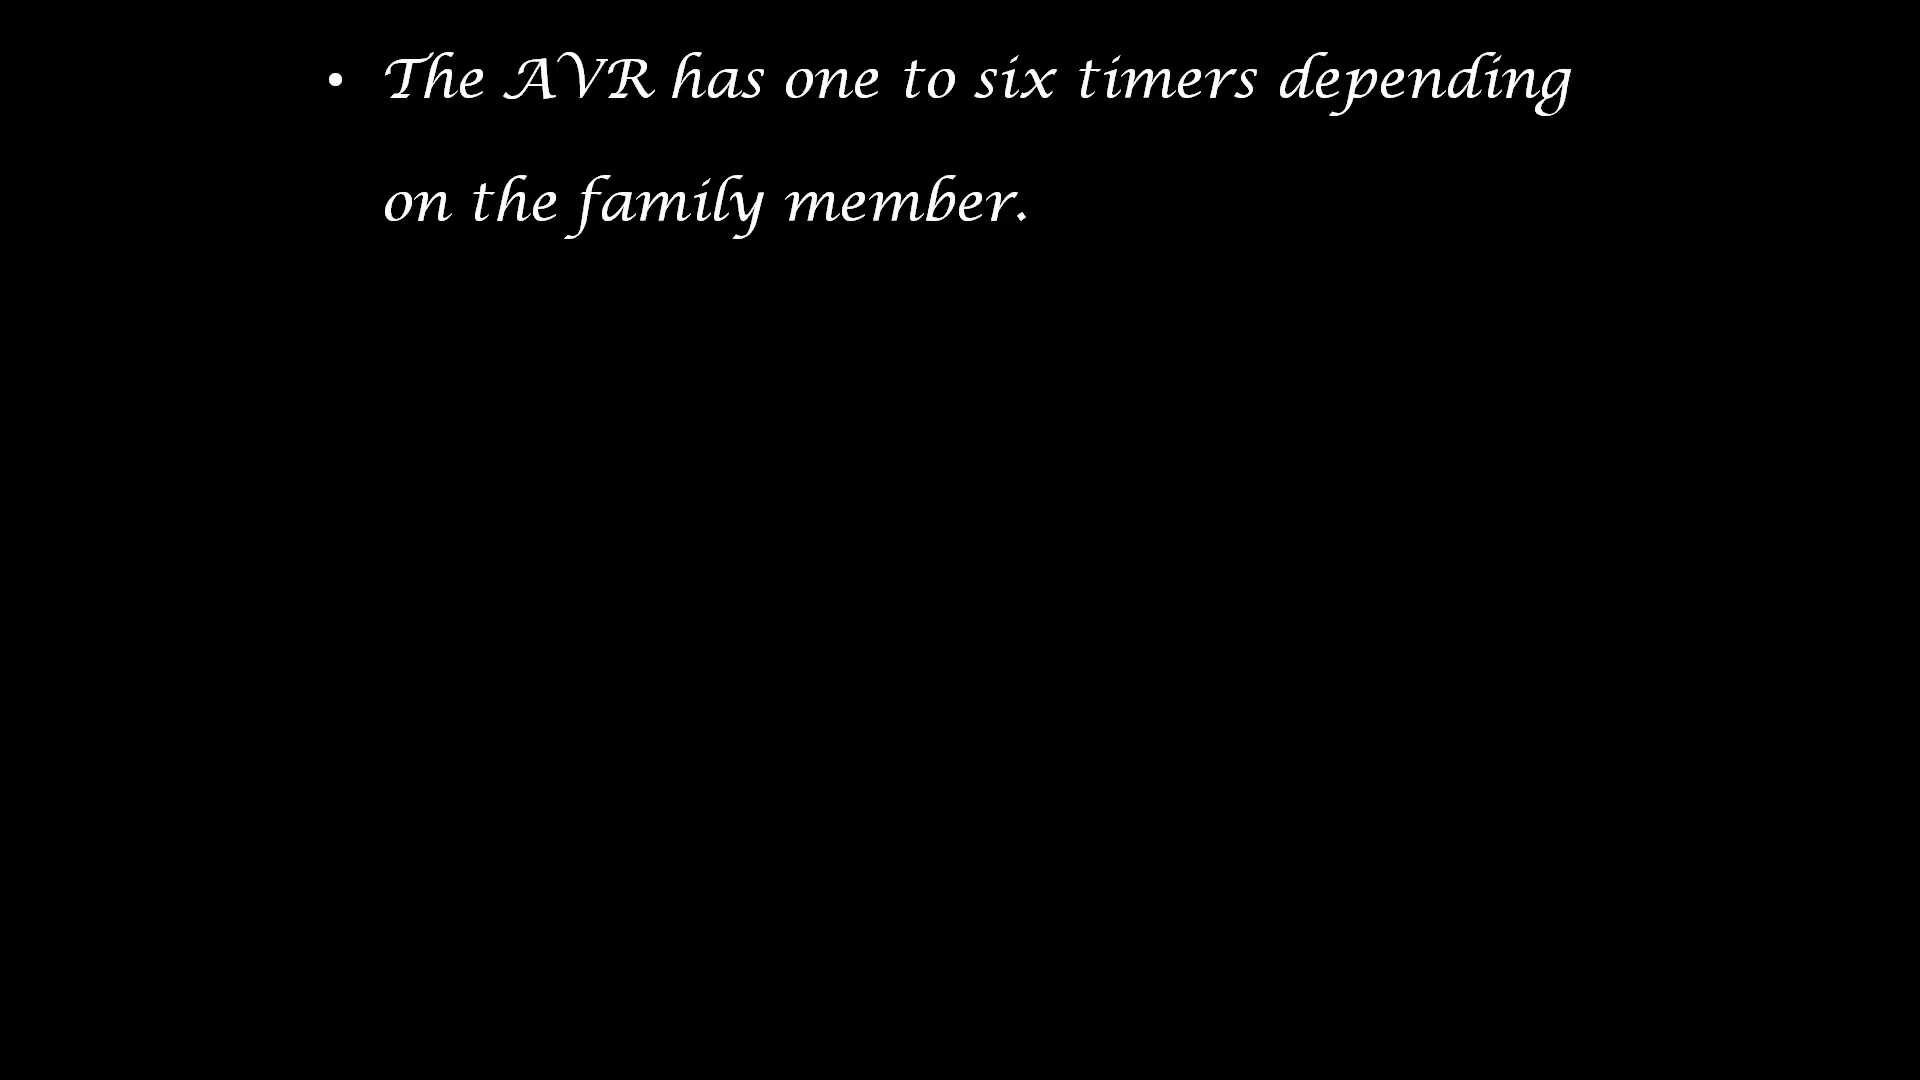 • The AVR has one to six timers depending
on the family member.